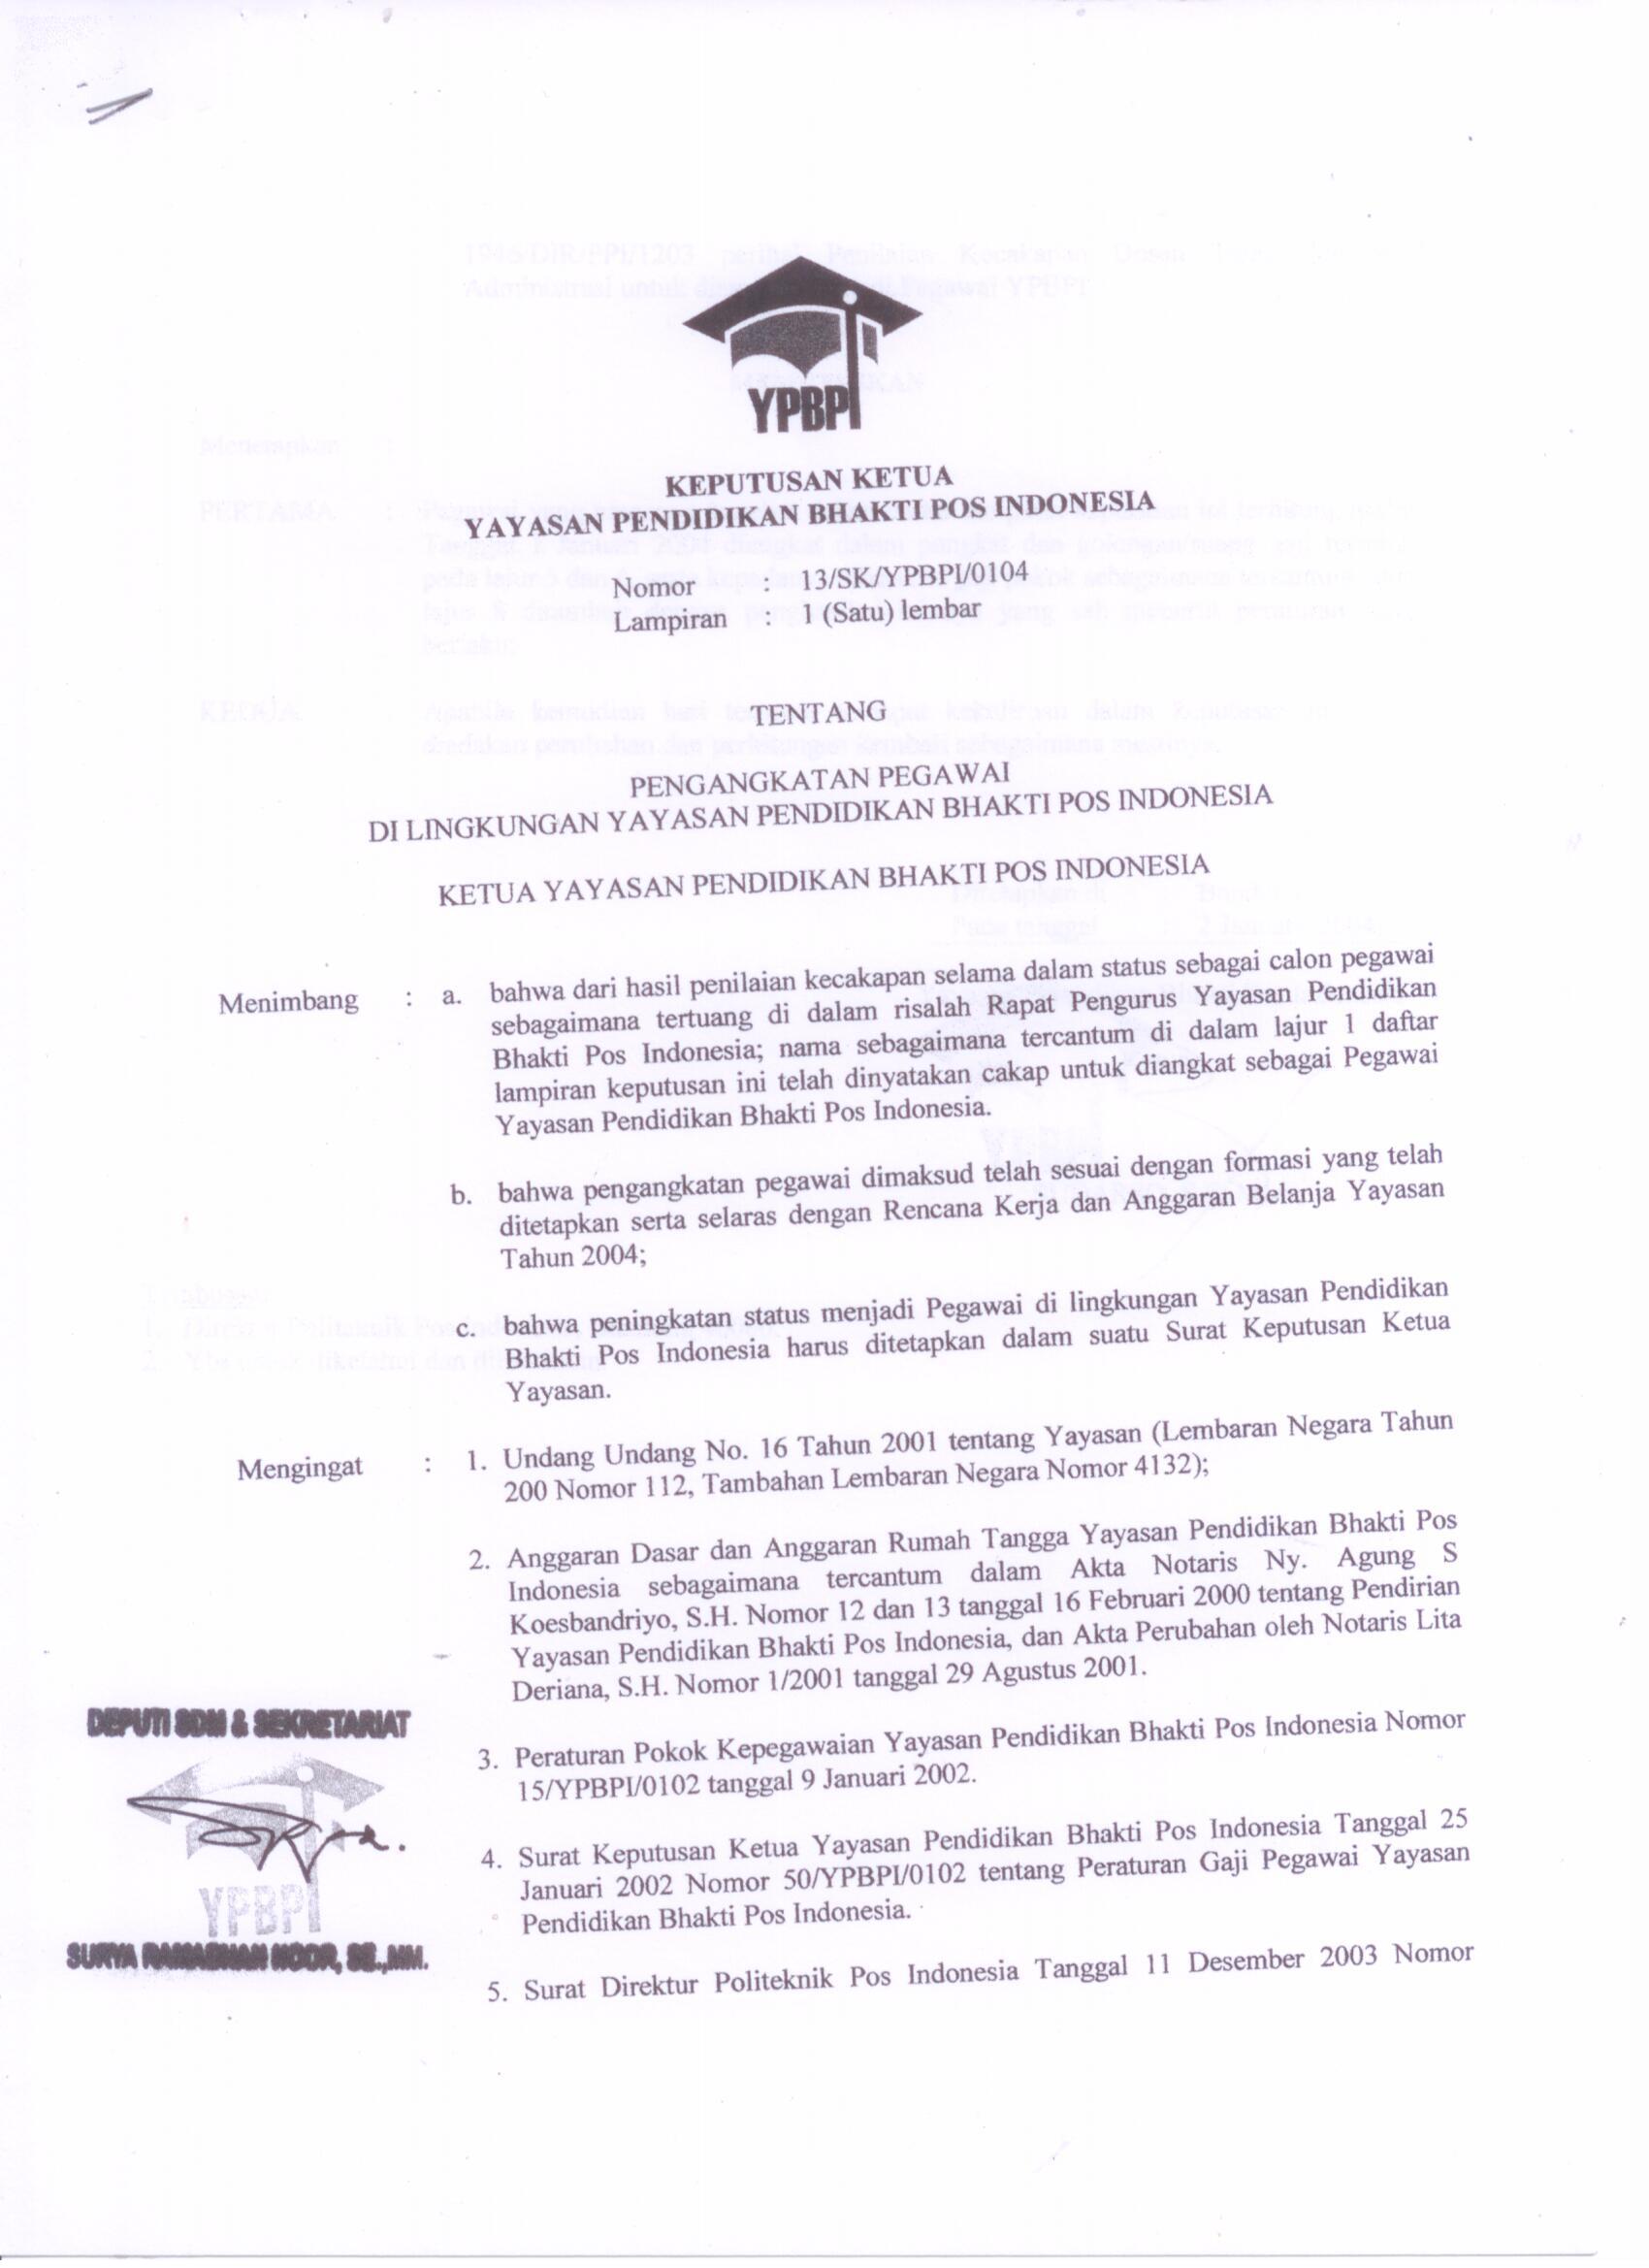 YPBPI
KEPUTUSAN KETUA
YAYASAN PENDIDIKAN BHAKTI POS INDONESIA
Nomor : 13/SK/YPBPI/0104
Lampiran : 1 (Satu) lembar
TENTANG
PENGANGKATAN PEGAWAI
DI LINGKUNGAN YAYASAN PENDIDIKAN BHAKTI POS INDONESIA
KETUA YAYASAN PENDIDIKAN BHAKTI POS INDONESIA
Menimbang : a. bahwa dari hasil penilaian kecakapan selama dalam status sebagai calon pegawai
sebagaimana tertuang di dalam risalah Rapat Pengurus Yayasan Pendidikan
Bhakti Pos Indonesia; nama sebagaimana tercantum di dalam lajur 1 daftar
lampiran keputusan ini telah dinyatakan cakap untuk diangkat sebagai Pegawai
Yayasan Pendidikan Bhakti Pos Indonesia.
b. bahwa pengangkatan pegawai dimaksud telah sesuai dengan formasi yang telah
ditetapkan serta selaras dengan Rencana Kerja dan Anggaran Belanja Yayasan
Tahun 2004;
c. bahwa peningkatan status menjadi Pegawai di lingkungan Yayasan Pendidikan
Bhakti Pos Indonesia harus ditetapkan dalam suatu Surat Keputusan Ketua
Yayasan.
Mengingat : 1. Undang Undang No. 16 Tahun 2001 tentang Yayasan (Lembaran Negara Tahun
200 Nomor 112, Tambahan Lembaran Negara Nomor 4132);
2. Anggaran Dasar dan Anggaran Rumah Tangga Yayasan Pendidikan Bhakti Pos
Indonesia sebagaimana tercantum dalam Akta Notaris Ny. Agung S
Koesbandriyo, S.H. Nomor 12 dan 13 tanggal 16 Februari 2000 tentang Pendirian
Yayasan Pendidikan Bhakti Pos Indonesia, dan Akta Perubahan oleh Notaris Lita
Deriana, S.H. Nomor 1/2001 tanggal 29 Agustus 2001.
3. Peraturan Pokok Kepegawaian Yayasan Pendidikan Bhakti Pos Indonesia Nomor
15/YPBPI/0102 tanggal 9 Januari 2002.
4. Surat Keputusan Ketua Yayasan Pendidikan Bhakti Pos Indonesia Tanggal 25
Januari 2002 Nomor 50/YPBPI/0102 tentang Peraturan Gaji Pegawai Yayasan
Pendidikan Bhakti Pos Indonesia.
5. Surat Direktur Politeknik Pos Indonesia Tanggal 11 Desember 2003 Nomor
DEPUTI SDM & SEKRETARIAT
YPBPI
SURYA RAMADHAN NOOR, SE.,MM.